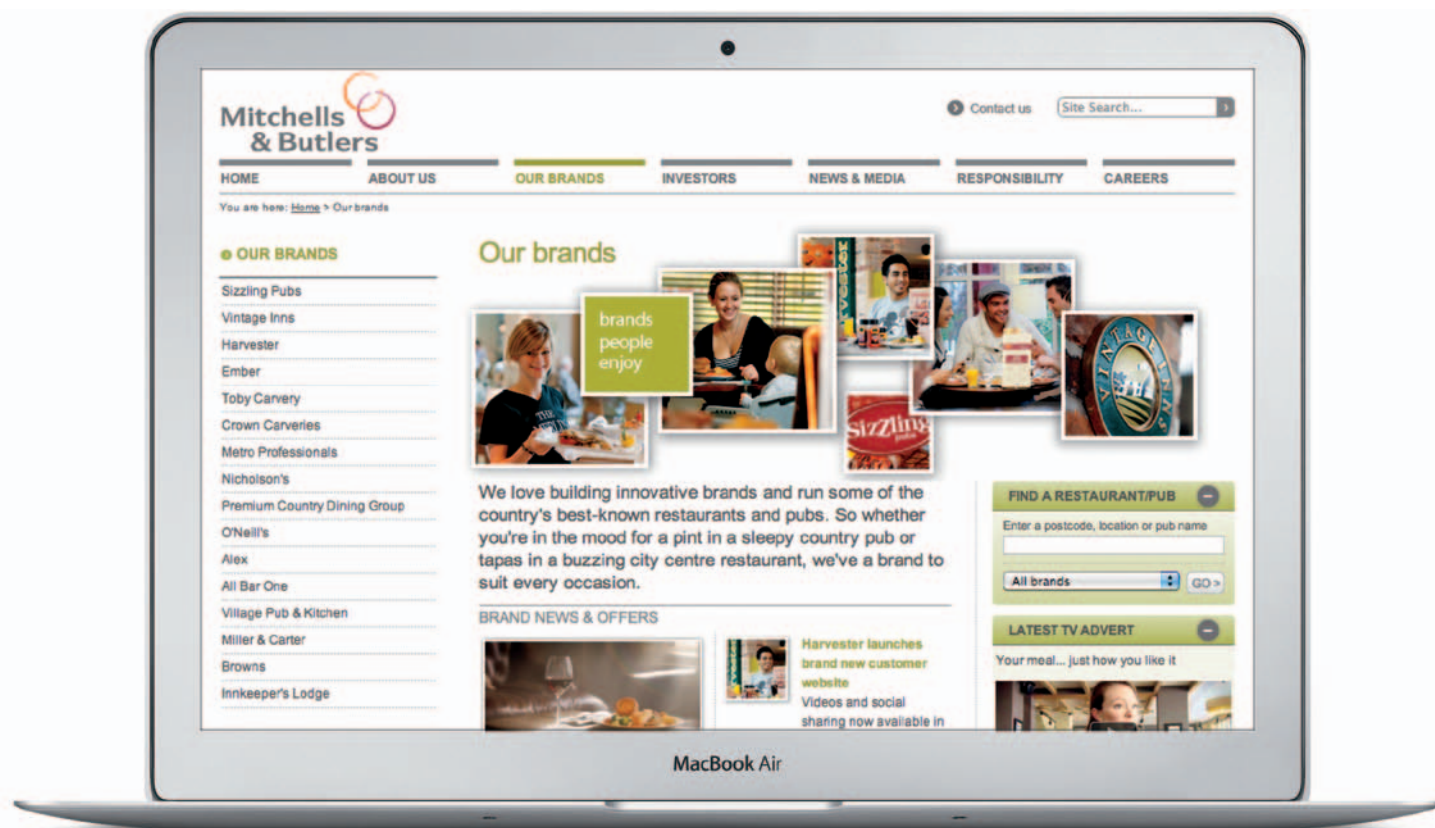 Mitchells
& Butlers
Contact us
Site Search...
HOME
ABOUT US
OUR BRANDS
INVESTORS
NEWS & MEDIA
RESPONSIBILITY
CAREERS
You are here: Home > Our brands
OUR BRANDS
Sizzling Pubs
Vintage Inns
Harvester
Ember
Toby Carvery
Crown Carveries
Metro Professionals
Nicholson's
Premium Country Dining Group
O'Neill's
Alex
All Bar One
Village Pub & Kitchen
Miller & Carter
Browns
Innkeeper's Lodge
Our brands
brands
people
enjoy
THE
SizZling
pubs
VINTAGE INNS
We love building innovative brands and run some of the
country's best-known restaurants and pubs. So whether
you're in the mood for a pint in a sleepy country pub or
tapas in a buzzing city centre restaurant, we've a brand to
suit every occasion.
BRAND NEWS & OFFERS
Harvester launches
brand new customer
website
Videos and social
sharing now available in
FIND A RESTAURANT/PUB
Enter a postcode, location or pub name
All brands
GO >
LATEST TV ADVERT
Your meal... just how you like it
MacBook Air